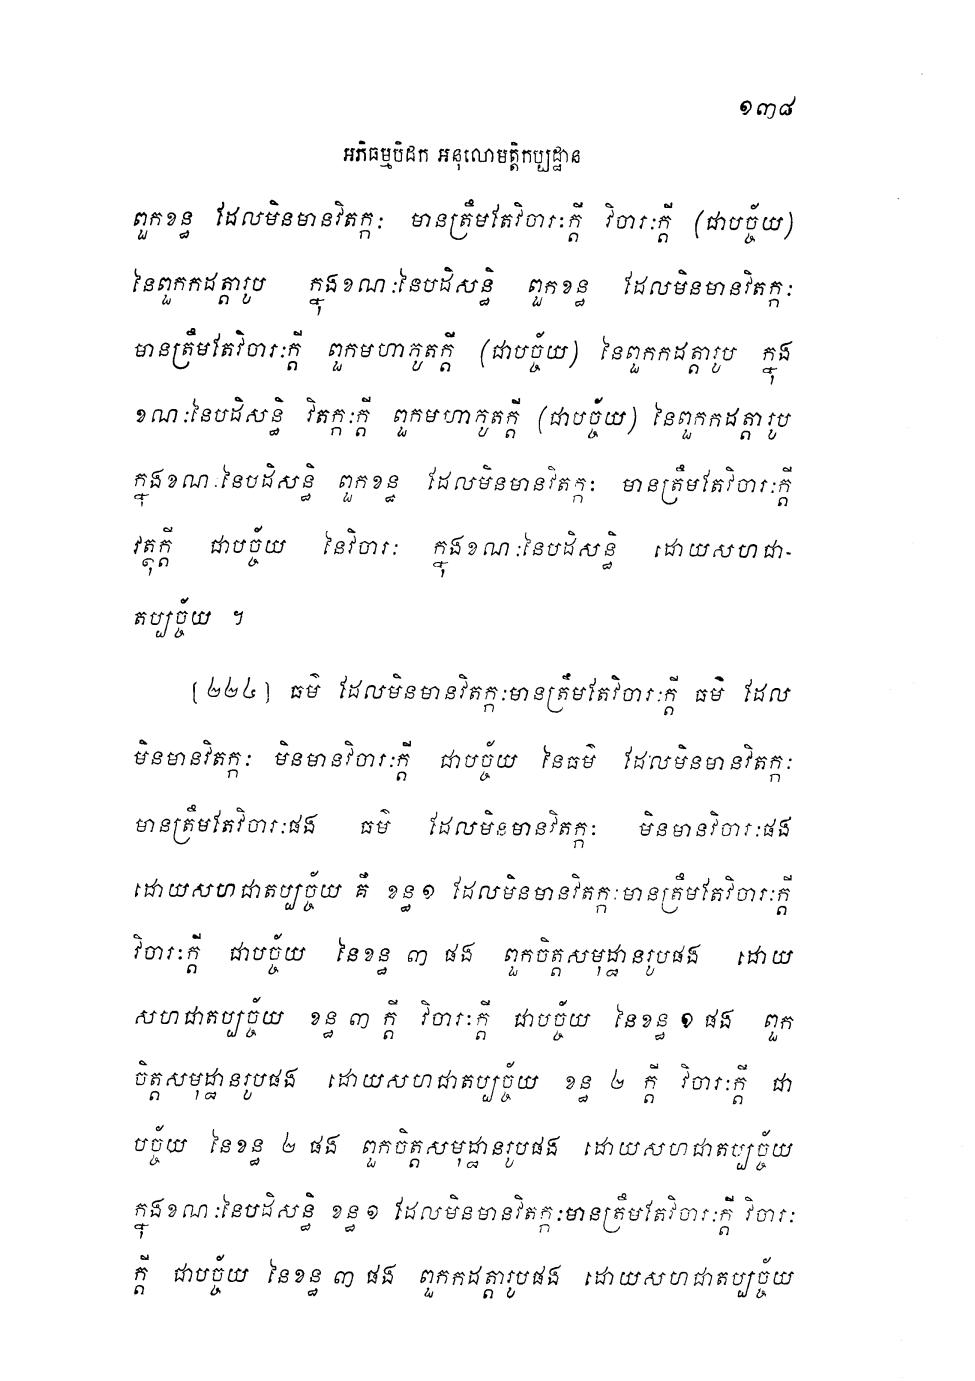 ១៣៨
អភិធម្មបិដក អនុលោមត្តិកប្បដ្ឋាន
ពួកខន្ធ ដែលមិនមានវិតក្កៈ មានត្រឹមតែវិចារៈក្តី វិចារៈក្តី (ជាបច្ច័យ)
នៃពួកកដត្តារូប ក្នុងខណៈនៃបដិសន្ធិ ពួកខន្ធ ដែលមិនមានវិតក្កៈ
មានត្រឹមតែវិចារៈក្តី ពួកមហាភូតក្តី (ជាបច្ច័យ) នៃពួកកដត្តារូប ក្នុង
ខណៈនៃបដិសន្ធិ វិតក្កៈក្តី ពួកមហាភូតក្តី (ជាបច្ច័យ) នៃពួកកដត្តារូប
ក្នុងខណៈនៃបដិសន្ធិ ពួកខន្ធ ដែលមិនមានវិតក្កៈ មានត្រឹមតែវិចារៈក្តី
វត្ថុក្តី ជាបច្ច័យ នៃវិចារៈ ក្នុងខណៈនៃបដិសន្ធិ ដោយសហជា-
តប្បច្ច័យ ។
[២២៤] ធម៌ ដែលមិនមានវិតក្កៈមានត្រឹមតែវិចារៈក្តី ធម៌ ដែល
មិនមានវិតក្កៈ មិនមានវិចារៈក្តី ជាបច្ច័យ នៃធម៌ ដែលមិនមានវិតក្កៈ
មានត្រឹមតែវិចារៈផង ធម៌ ដែលមិនមានវិតក្កៈ មិនមានវិចារៈផង
ដោយសហជាតប្បច្ច័យ គឺ ខន្ធ ១ ដែលមិនមានវិតក្កៈមានត្រឹមតែវិចារៈក្តី
វិចារៈក្តី ជាបច្ច័យ នៃខន្ធ ៣ ផង ពួកចិត្តសមុដ្ឋានរូបផង ដោយ
សហជាតប្បច្ច័យ ខន្ធ ៣ ក្តី វិចារៈក្តី ជាបច្ច័យ នៃខន្ធ ១ ផង ពួក
ចិត្តសមុដ្ឋានរូបផង ដោយសហជាតប្បច្ច័យ ខន្ធ ២ ក្តី វិចារៈក្តី ជា
បច្ច័យ នៃខន្ធ ២ ផង ពួកចិត្តសមុដ្ឋានរូបផង ដោយសហជាតប្បច្ច័យ
ក្នុងខណៈនៃបដិសន្ធិ ខន្ធ ១ ដែលមិនមានវិតក្កៈមានត្រឹមតែវិចារៈក្តី វិចារៈ
ក្តី ជាបច្ច័យ នៃខន្ធ ៣ ផង ពួកកដត្តារូបផង ដោយសហជាតប្បច្ច័យ